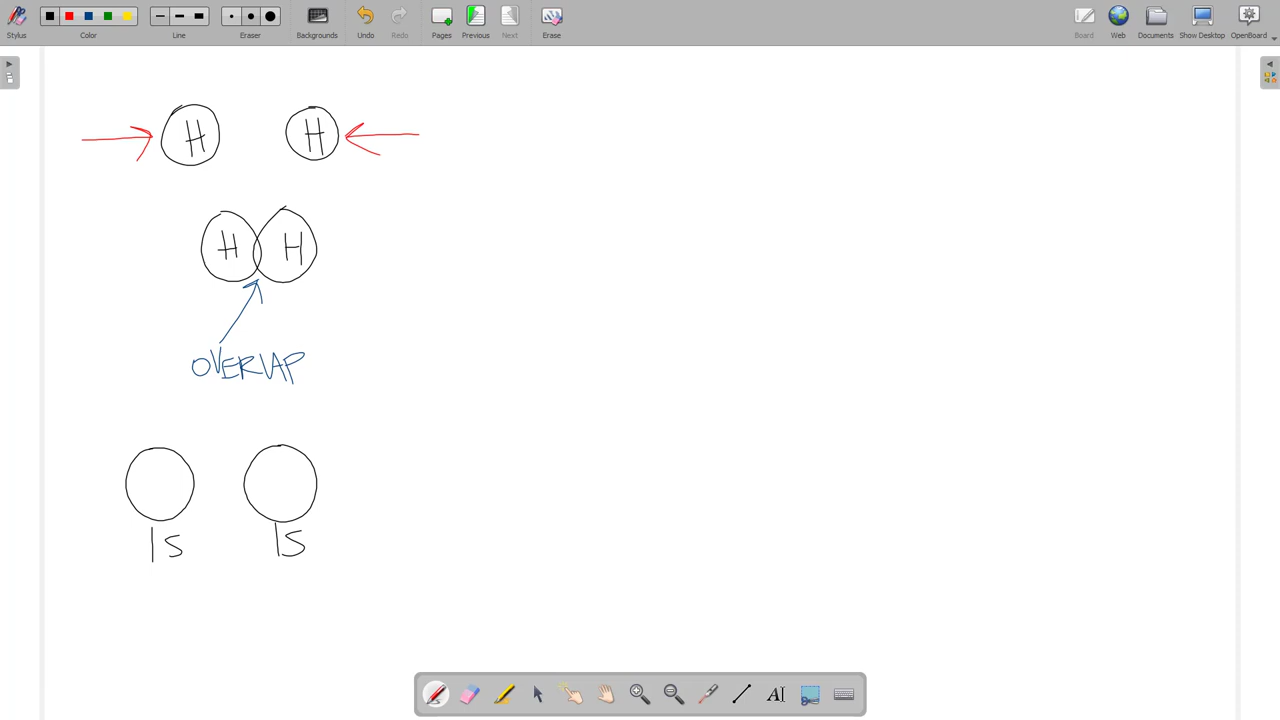 Stylus Color Line Eraser Backgrounds Undo Redo Pages Previous Next Erase Board Web Documents Show Desktop OpenBoard
H H
H H
OVERLAP
1S 1S